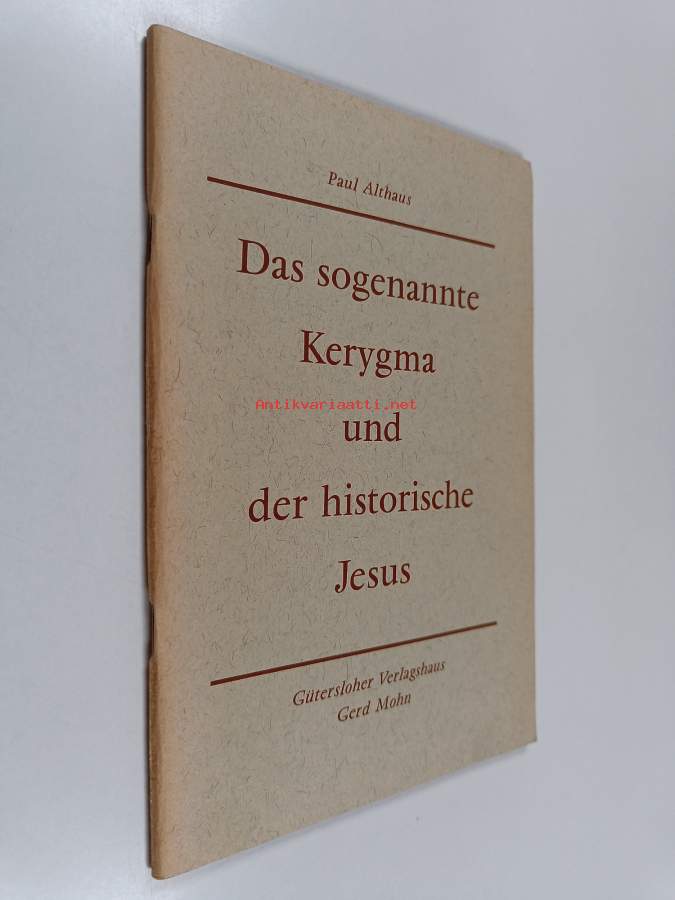 Paul Althaus
Das sogenannte
Kerygma
Antikvariaatti.net
und
der historische
Jesus
Gütersloher Verlagshaus
Gerd Mohn